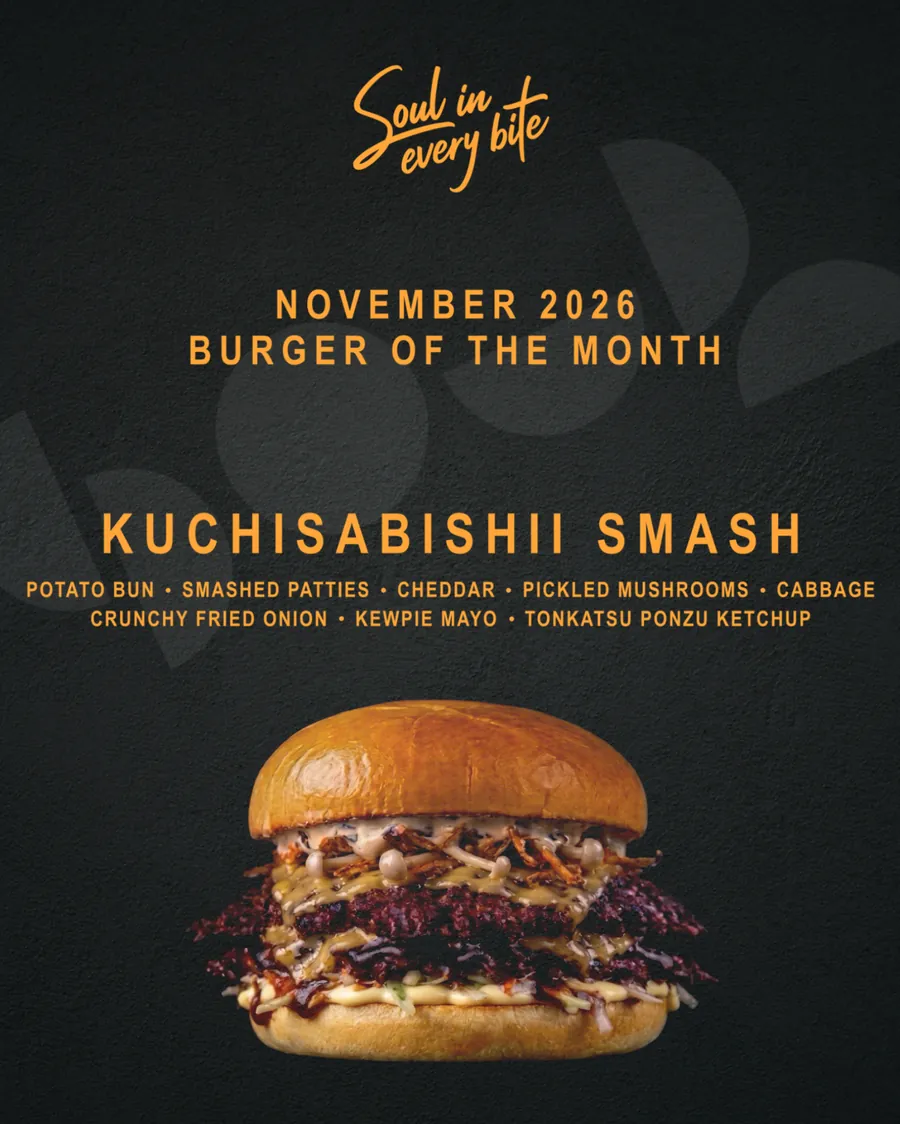 Soul in
every bite
NOVEMBER 2026
BURGER OF THE MONTH
KUCHISABISHII SMASH
POTATO BUN • SMASHED PATTIES • CHEDDAR • PICKLED MUSHROOMS • CABBAGE
CRUNCHY FRIED ONION • KEWPIE MAYO • TONKATSU PONZU KETCHUP